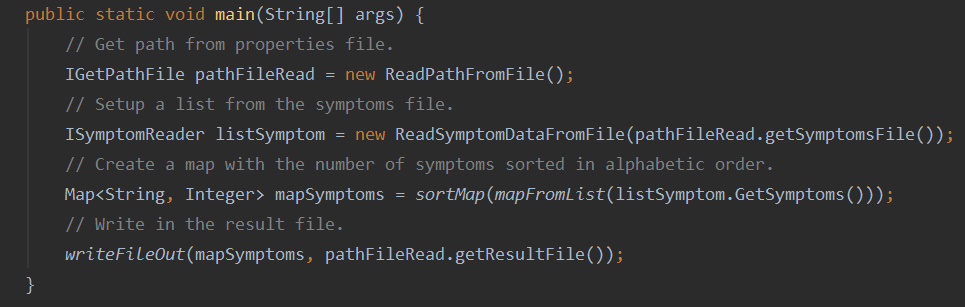 public static void main(String[] args) {
// Get path from properties file.
IGetPathFile pathFileRead = new ReadPathFromFile();
// Setup a list from the symptoms file.
ISymptomReader listSymptom = new ReadSymptomDataFromFile(pathFileRead.getSymptomsFile());
// Create a map with the number of symptoms sorted in alphabetic order.
Map<String, Integer> mapSymptoms = sortMap(mapFromList(listSymptom.GetSymptoms()));
// Write in the result file.
writeFileOut(mapSymptoms, pathFileRead.getResultFile());
}